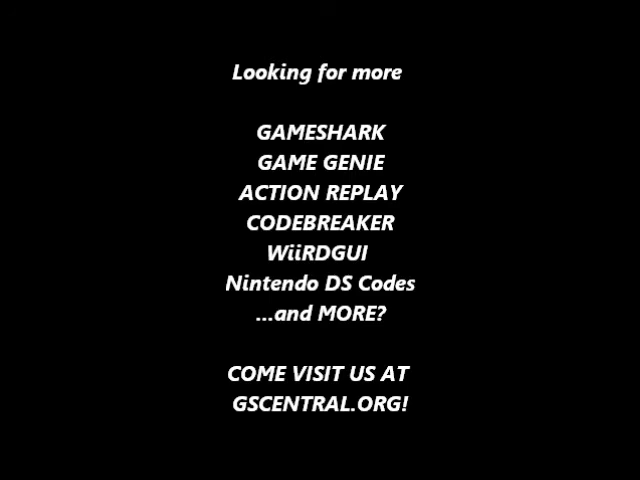 Looking for more
GAMESHARK
GAME GENIE
ACTION REPLAY
CODEBREAKER
WiiRDGUI
Nintendo DS Codes
...and MORE?
COME VISIT US AT
GSCENTRAL.ORG!